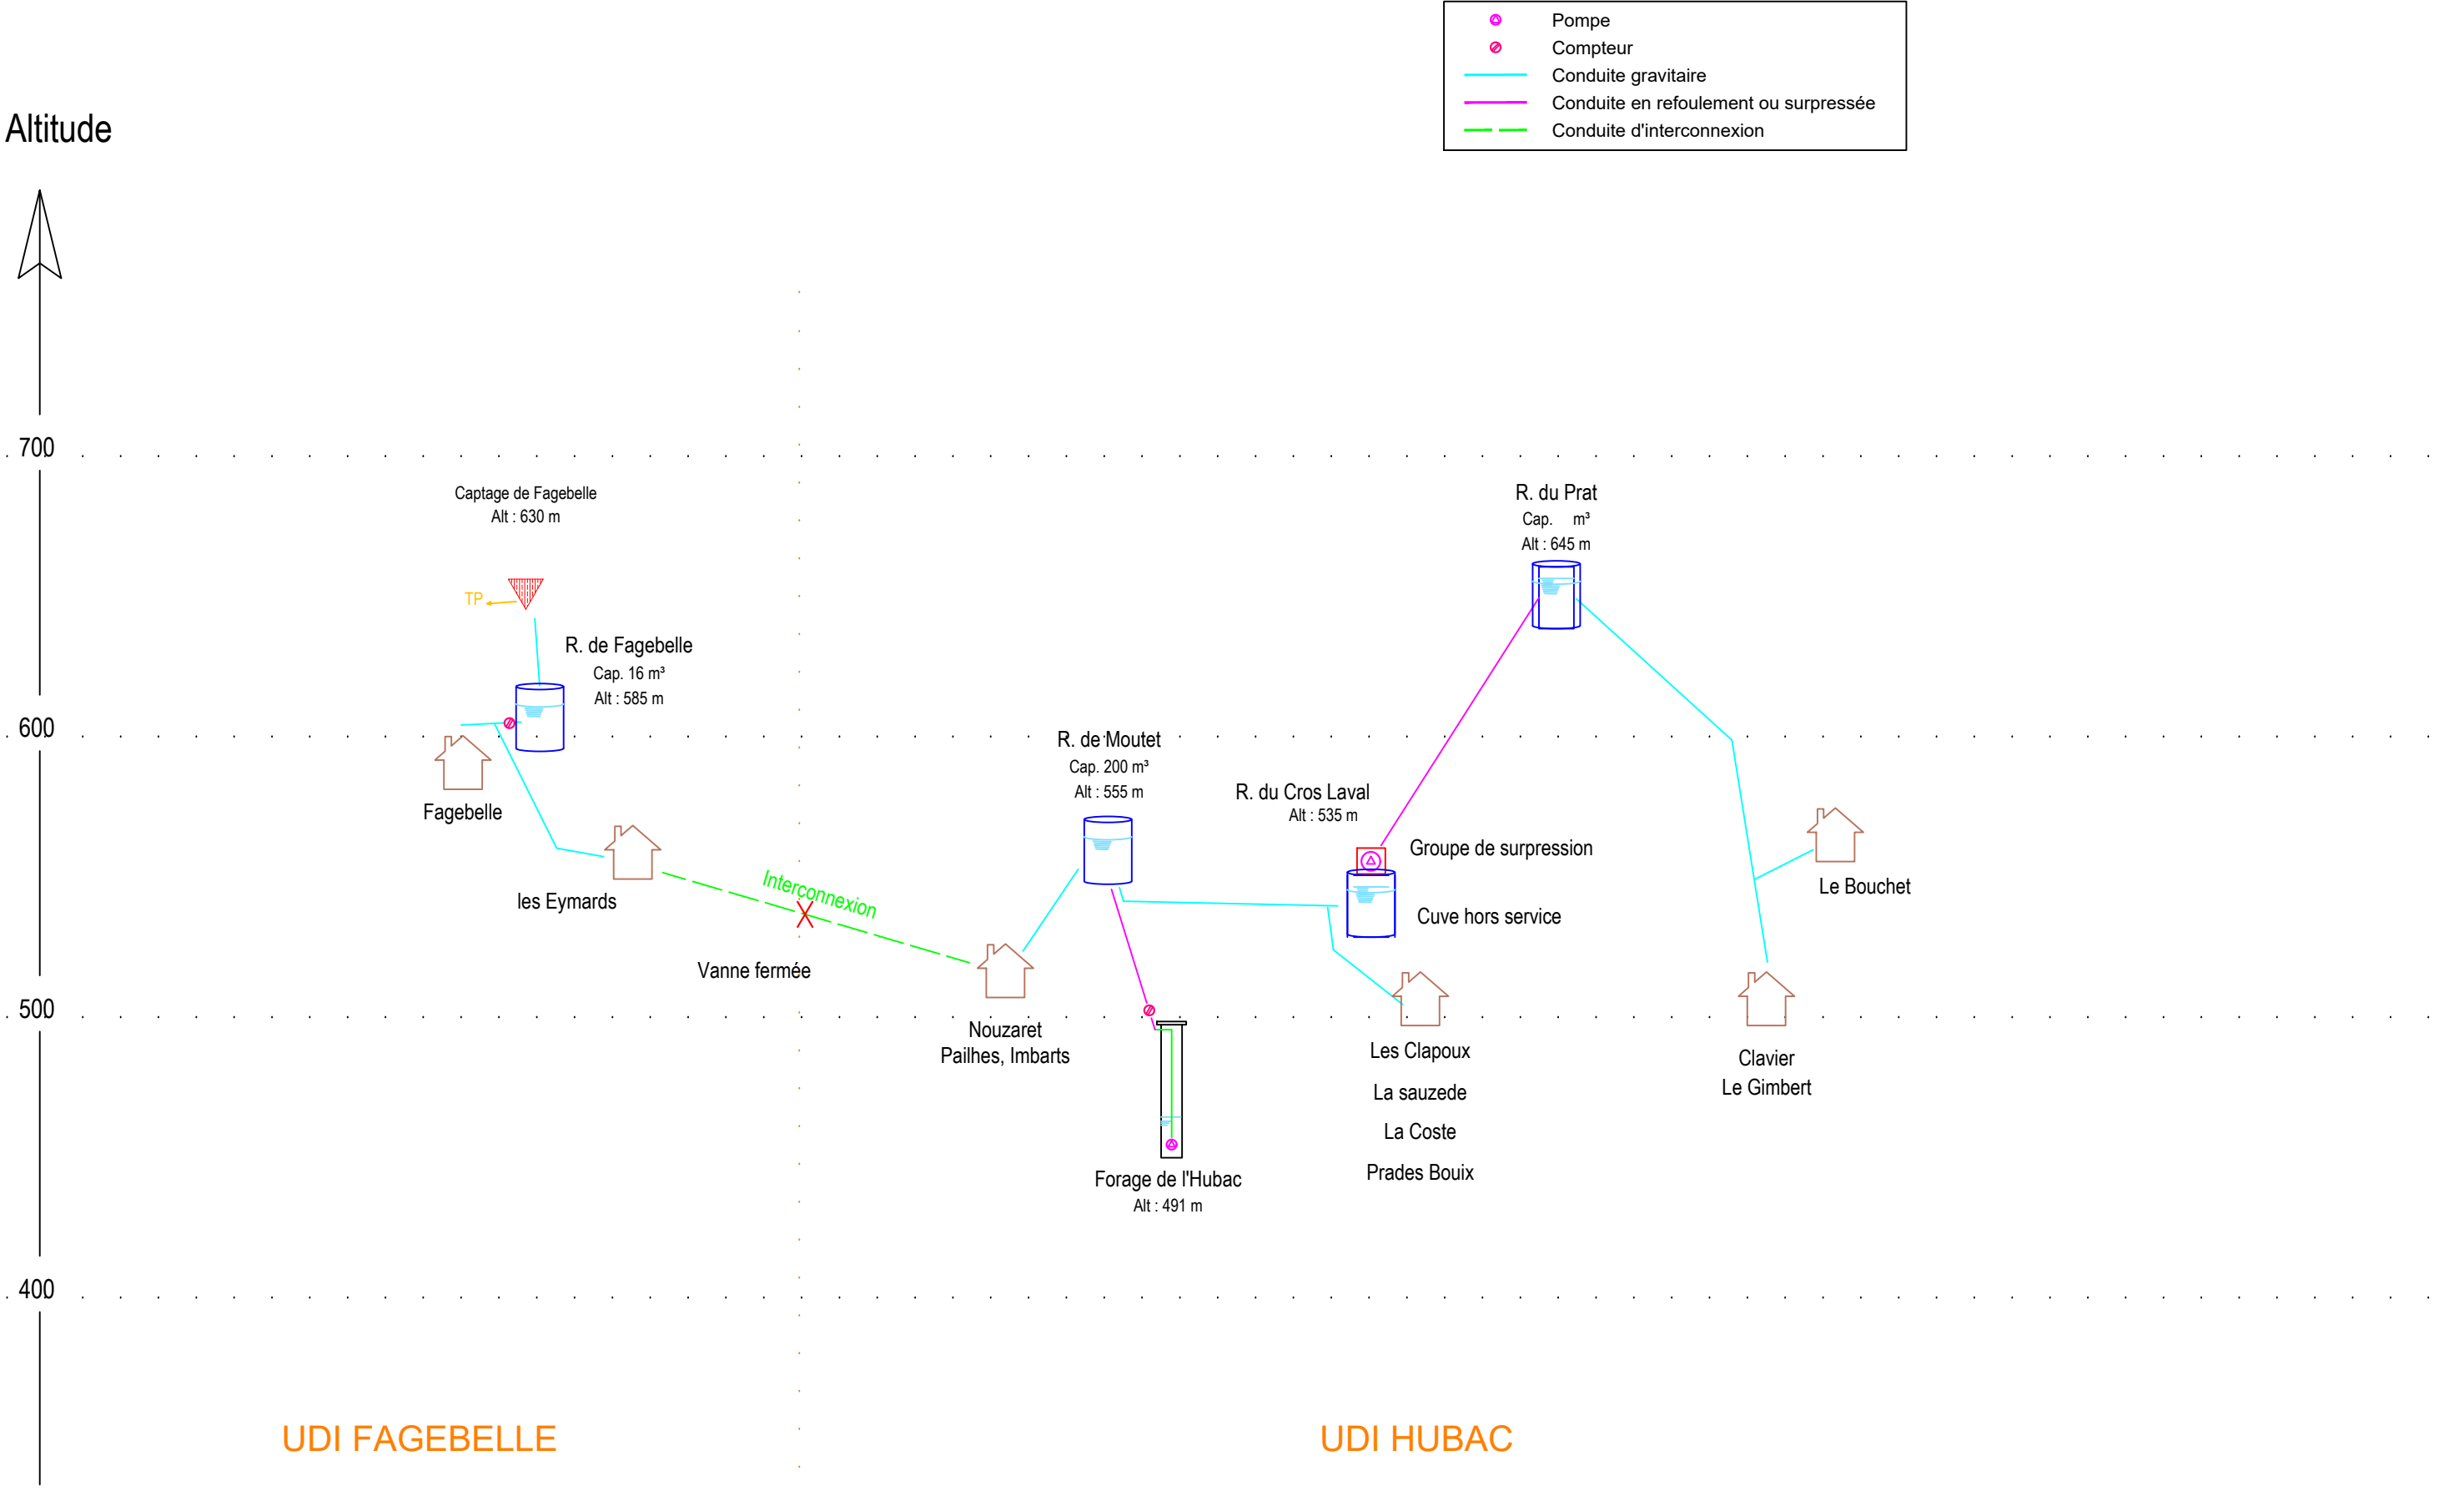 Pompe
Compteur
Conduite gravitaire
Conduite en refoulement ou surpressée
Conduite d'interconnexion
Altitude
700
Captage de Fagebelle
Alt : 630 m
R. du Prat
Cap. m³
Alt : 645 m
TP
R. de Fagebelle
Cap. 16 m³
Alt : 585 m
600
R. de Moutet
Cap. 200 m³
Alt : 555 m
R. du Cros Laval
Alt : 535 m
Fagebelle
Groupe de surpression
Le Bouchet
les Eymards
Interconnexion
Cuve hors service
Vanne fermée
500
Nouzaret
Pailhes, Imbarts
Les Clapoux
La sauzede
La Coste
Prades Bouix
Clavier
Le Gimbert
Forage de l'Hubac
Alt : 491 m
400
UDI FAGEBELLE
UDI HUBAC